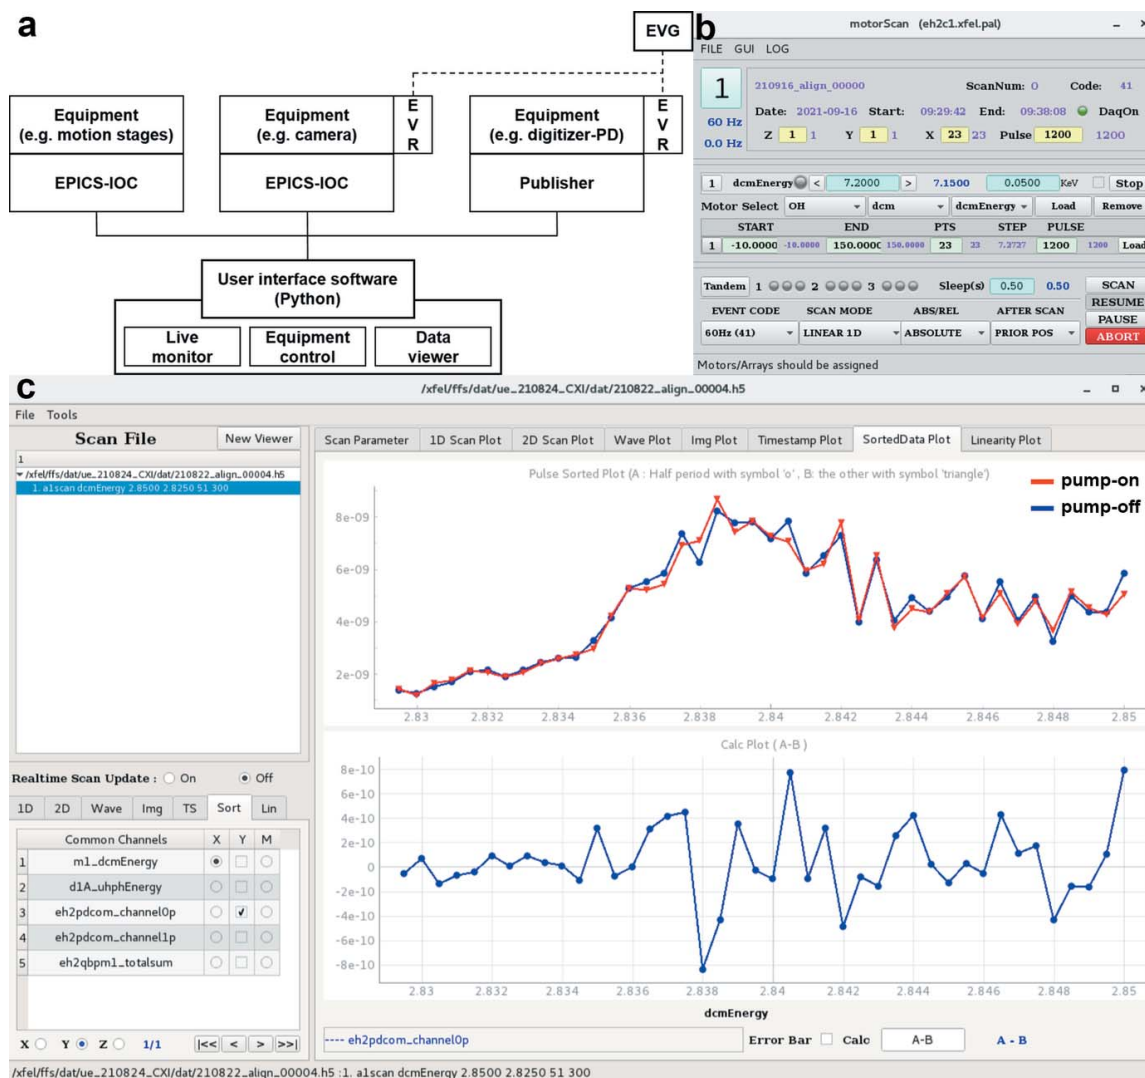 a
EVG
Equipment
(e.g. motion stages)
EPICS-IOC
Equipment
(e.g. camera)
E
V
R
EPICS-IOC
Equipment
(e.g. digitizer-PD)
E
V
R
Publisher
User interface software
(Python)
Live
monitor
Equipment
control
Data
viewer
b
motorScan (eh2c1.xfel.pal)
FILE GUI LOG
1 210916_align_00000 ScanNum: 0 Code: 41
Date: 2021-09-16 Start: 09:29:42 End: 09:38:08 DaqOn
60 Hz
0.0 Hz
Z 1 1 Y 1 1 X 23 23 Pulse 1200 1200
1 dcmEnergy < 7.2000 > 7.1500 0.0500 KeV Stop
Motor Select OH dcm dcmEnergy Load Remove
START END PTS STEP PULSE
1 -10.0000 -10.0000 150.000C 150.0000 23 23 7.2727 1200 1200 Load
Tandem 1 2 3 Sleep(s) 0.50 0.50 SCAN
RESUME
EVENT CODE SCAN MODE ABS/REL AFTER SCAN PAUSE
60Hz (41) LINEAR 1D ABSOLUTE PRIOR POS ABORT
Motors/Arrays should be assigned
c
/xfel/ffs/dat/ue_210824_CXI/dat/210822_align_00004.h5
File Tools
Scan File New Viewer
1
/xfel/ffs/dat/ue_210824_CXI/dat/210822_align_00004.h5
1. a1scan dcmEnergy 2.8500 2.8250 51 300
Realtime Scan Update : On Off
1D 2D Wave Img TS Sort Lin
Common Channels X Y M
1 m1_dcmEnergy
2 d1A_uhphEnergy
3 eh2pdcom_channel0p
4 eh2pdcom_channel1p
5 eh2qbpm1_totalsum
X Y Z 1/1 |<< < > >>|
Scan Parameter 1D Scan Plot 2D Scan Plot Wave Plot Img Plot Timestamp Plot SortedData Plot Linearity Plot
Pulse Sorted Plot (A : Half period with symbol 'o' , B: the other with symbol 'triangle')
pump-on
pump-off
8e-09
6e-09
4e-09
2e-09
2.83 2.832 2.834 2.836 2.838 2.84 2.842 2.844 2.846 2.848 2.85
Calc Plot ( A-B )
8e-10
6e-10
4e-10
2e-10
0
-2e-10
-4e-10
-6e-10
-8e-10
2.83 2.832 2.834 2.836 2.838 2.84 2.842 2.844 2.846 2.848 2.85
dcmEnergy
---- eh2pdcom_channel0p Error Bar Calc A-B A - B
/xfel/ffs/dat/ue_210824_CXI/dat/210822_align_00004.h5 :1. a1scan dcmEnergy 2.8500 2.8250 51 300